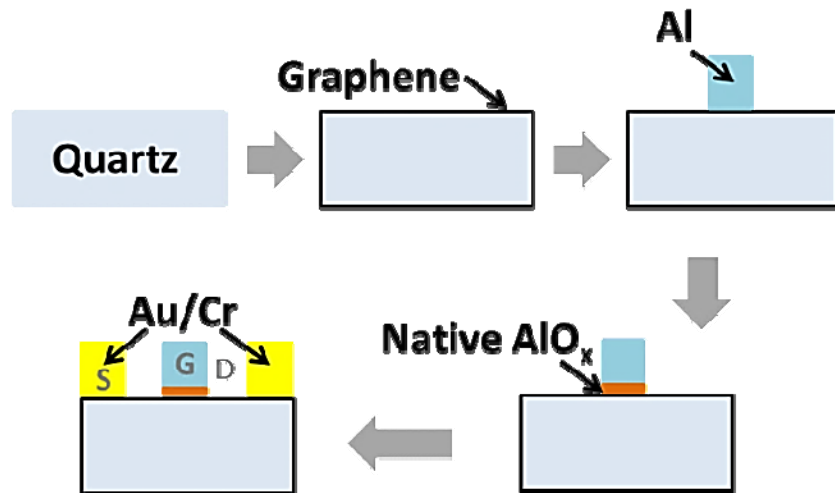 Al
Graphene
Quartz
Au/Cr
Native AlOₓ
S
G
D